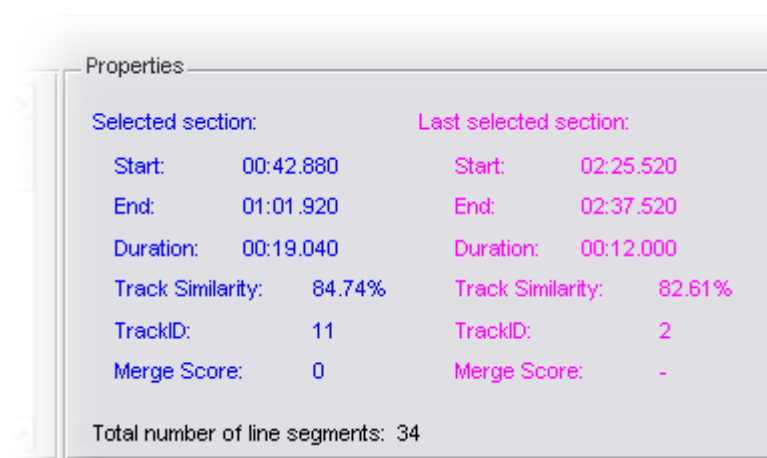 Properties
Selected section: Last selected section:
Start: 00:42.880 Start: 02:25.520
End: 01:01.920 End: 02:37.520
Duration: 00:19.040 Duration: 00:12.000
Track Similarity: 84.74% Track Similarity: 82.61%
TrackID: 11 TrackID: 2
Merge Score: 0 Merge Score: -
Total number of line segments: 34